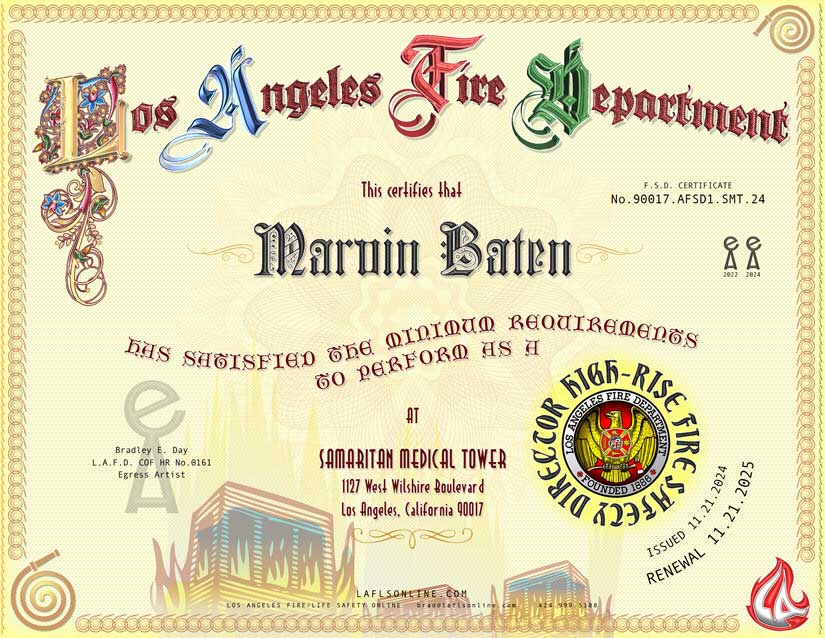 Los Angeles Fire Department
This certifies that
F.S.D. CERTIFICATE
No.90017.AFSD1.SMT.24
Marvin Baten
2022 2024
HAS SATISFIED THE MINIMUM REQUIREMENTS
TO PERFORM AS A
HIGH-RISE FIRE SAFETY DIRECTOR
LOS ANGELES FIRE DEPARTMENT
FOUNDED 1886
AT
SAMARITAN MEDICAL TOWER
1127 West Wilshire Boulevard
Los Angeles, California 90017
Bradley E. Day
L.A.F.D. COF HR No.0161
Egress Artist
ISSUED 11.21.2024
RENEWAL 11.21.2025
LAFLSONLINE.COM
LOS ANGELES FIRE/LIFE SAFETY ONLINE